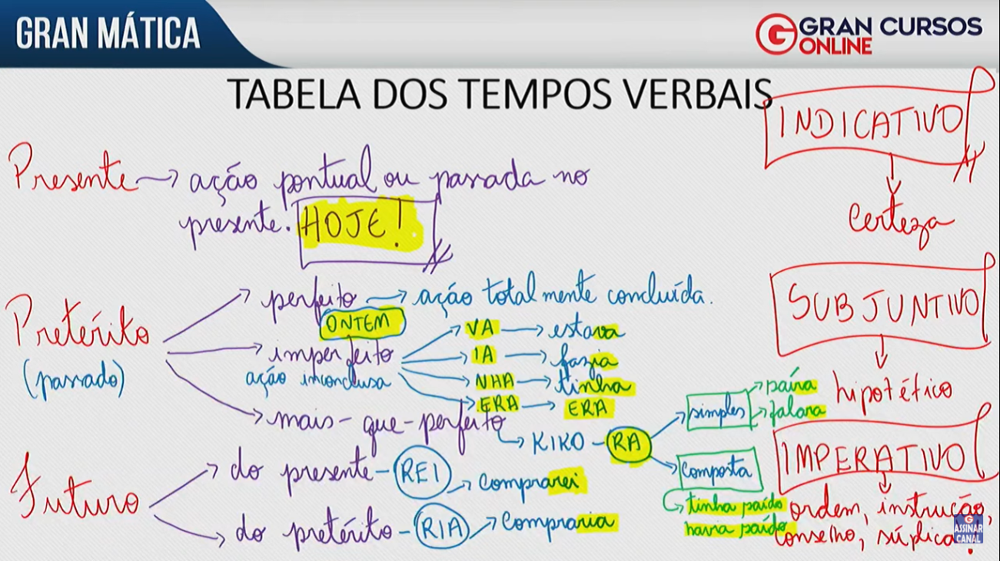 GRAN MÁTICA
GRAN CURSOS
ONLINE
TABELA DOS TEMPOS VERBAIS
Presente → ação pontual ou passada no
presente. HOJE!
Pretérito
(passado)
perfeito → ação totalmente concluída.
ONTEM
imperfeito
ação inconclusa
VA → estava
IA → fazia
NHA → tinha
ERA → ERA
mais-que-perfeito
→ KIKO - RA
simples
→ paíra
→ falara
composta
tinha paído
havia paído
Futuro
do presente - REI → comprarei
do pretérito - RIA → compraria
INDICATIVO
certeza
SUBJUNTIVO
hipotético
IMPERATIVO
ordem, instrução,
conselho, súplica.
G
ASSINAR
CANAL